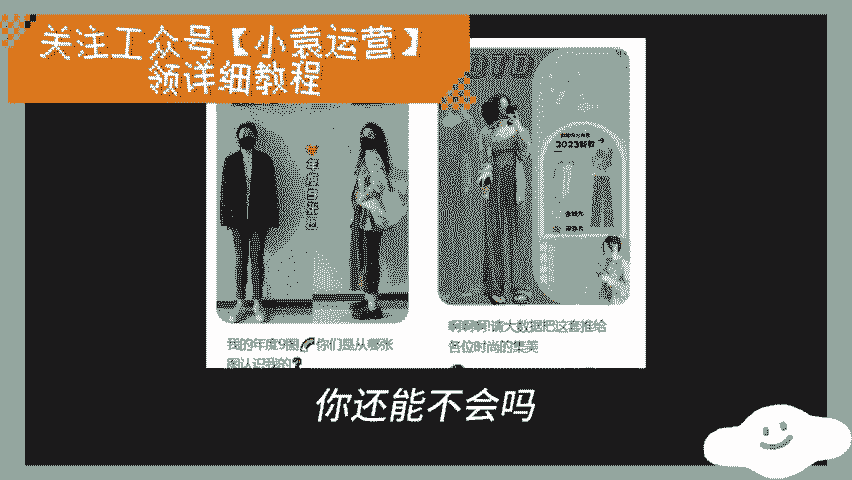 关注工众号【小袁运营】
领详细教程
OTD
2023新款
我的年度9图 你们是从哪张
图认识我的?
啊啊啊!请大数据把这套推给
各位时尚的集美
你还能不会吗